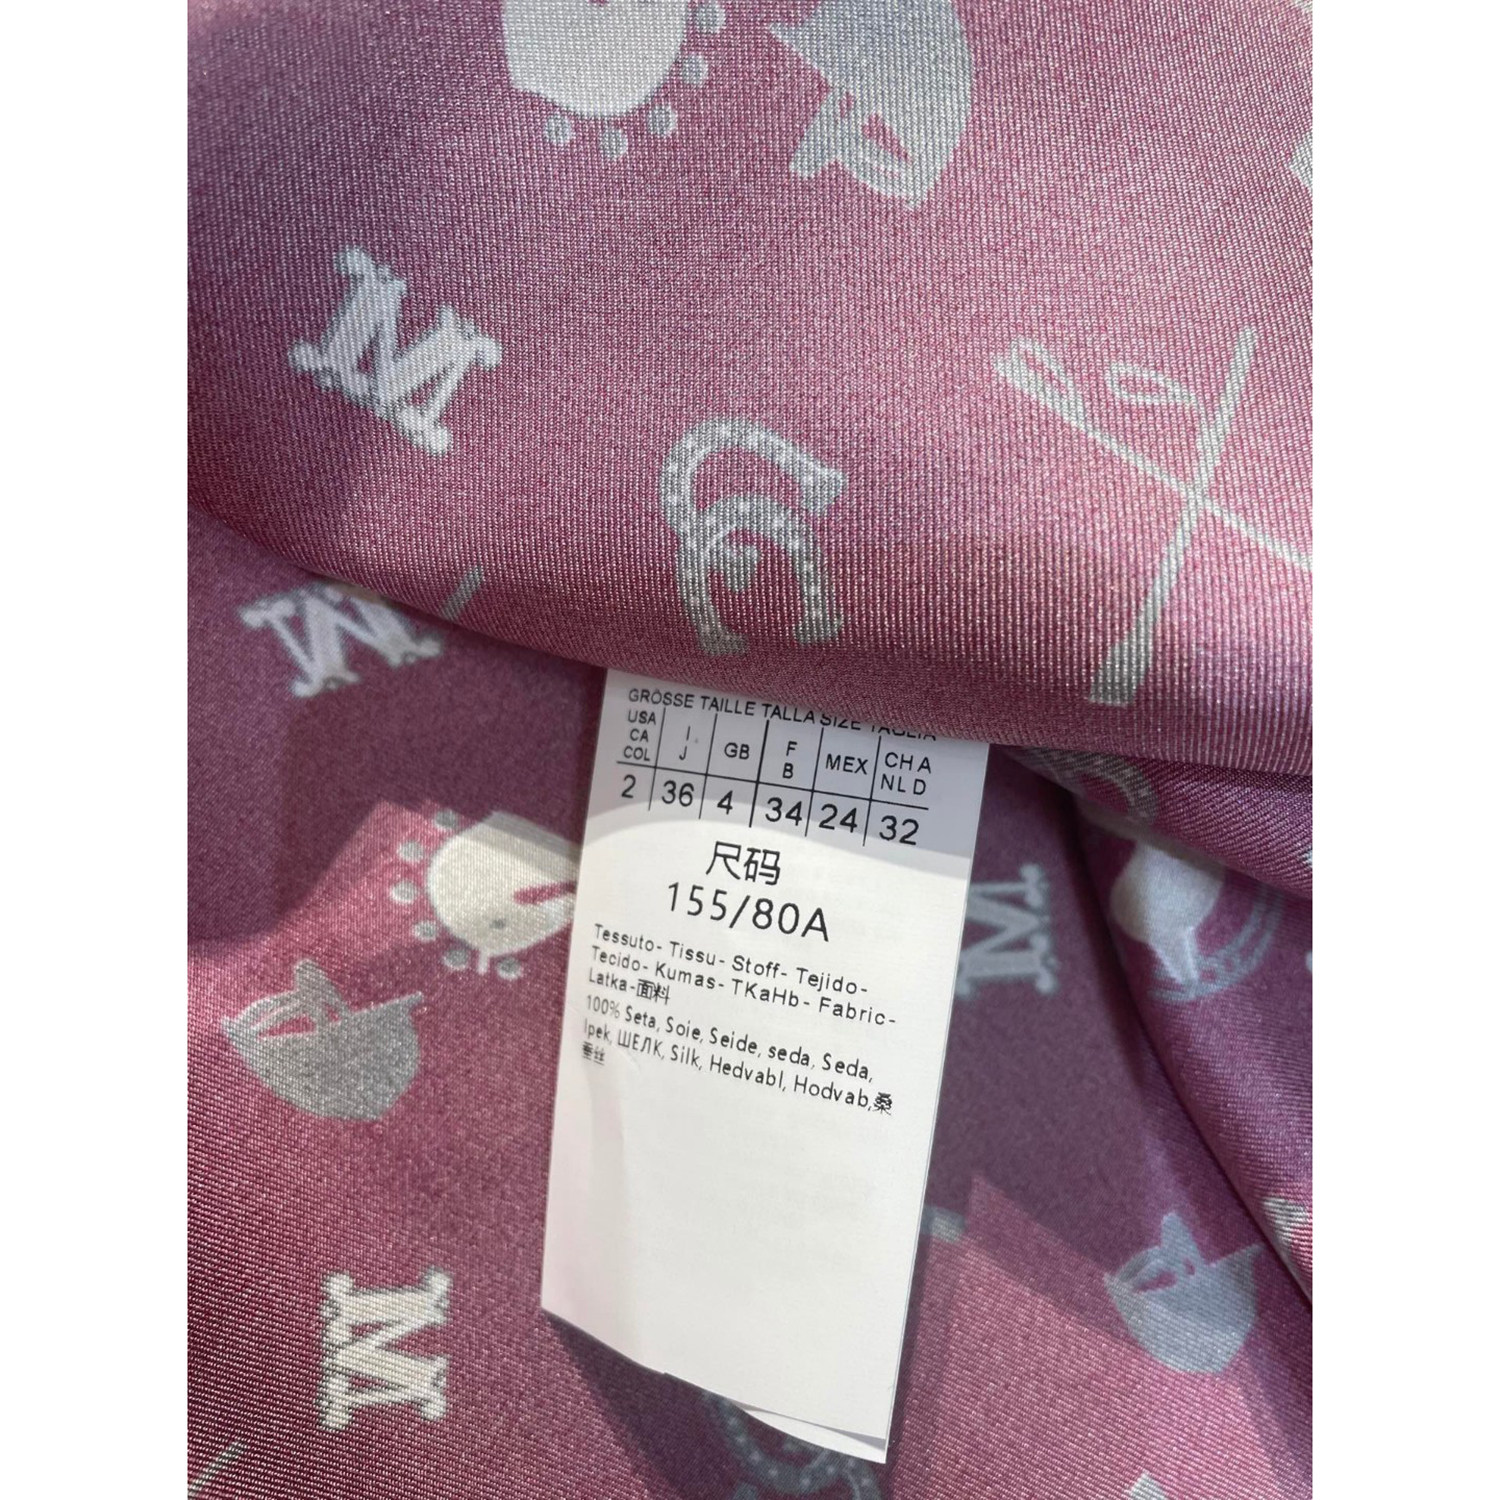 GRÖSSE TAILLE TALLA SIZE TAGLIA
USA CA COL
I J
GB
F B
MEX
CH A NL D
2 36 4 34 24 32
尺码
155/80A
Tessuto- Tissu- Stoff- Tejido-
Tecido- Kumas- TKaHb- Fabric-
Latka-面料
100% Seta, Soie, Seide, seda, Seda,
Ipek, ШЕЛК, Silk, Hedvabl, Hodvab,桑
蚕丝
M
M
M
M